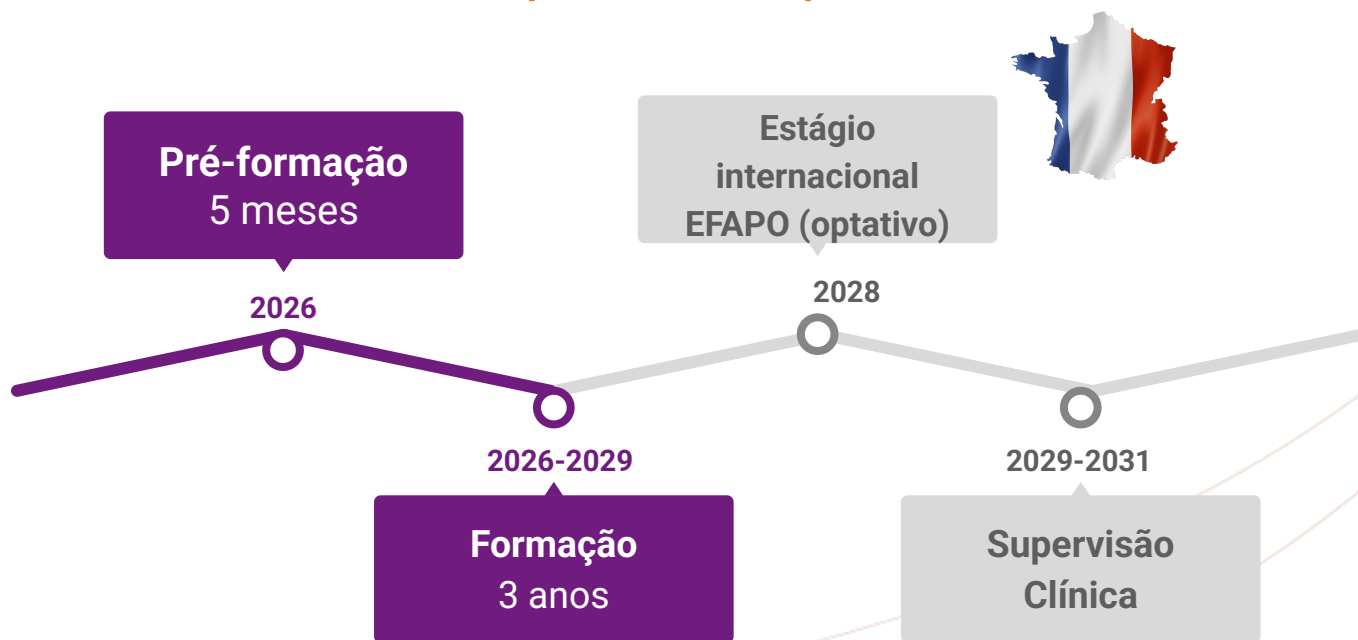 Pré-formação
5 meses
2026
Estágio
internacional
EFAPO (optativo)
2028
2026-2029
Formação
3 anos
2029-2031
Supervisão
Clínica